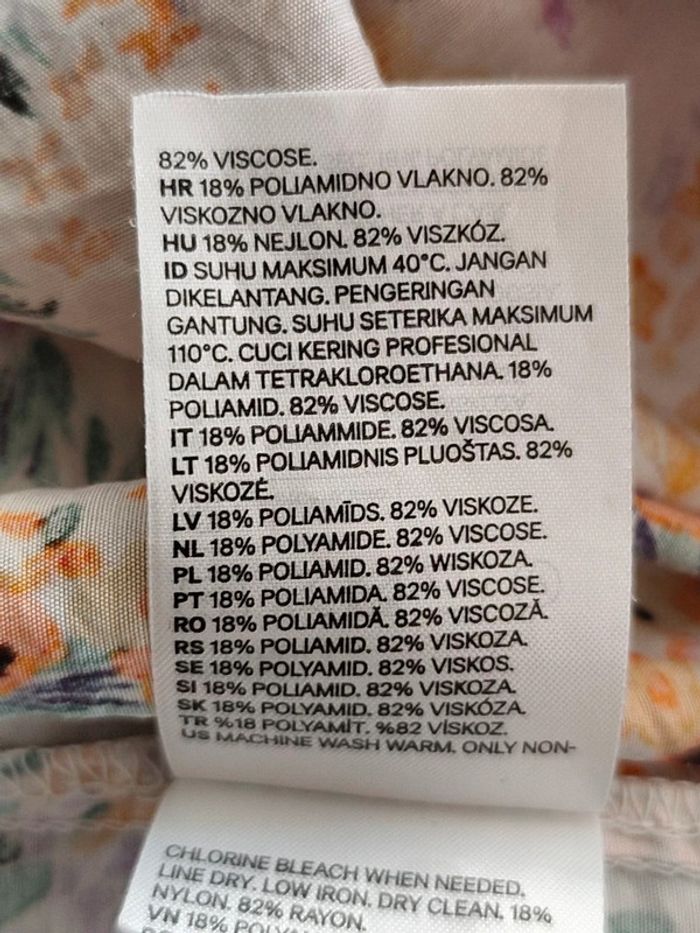 82% VISCOSE.
HR 18% POLIAMIDNO VLAKNO. 82%
VISKOZNO VLAKNO.
HU 18% NEJLON. 82% VISZKÓZ.
ID SUHU MAKSIMUM 40°C. JANGAN
DIKELANTANG. PENGERINGAN
GANTUNG. SUHU SETERIKA MAKSIMUM
110°C. CUCI KERING PROFESIONAL
DALAM TETRAKLOROETHANA. 18%
POLIAMID. 82% VISCOSE.
IT 18% POLIAMMIDE. 82% VISCOSA.
LT 18% POLIAMIDNIS PLUOŠTAS. 82%
VISKOZĖ.
LV 18% POLIAMĪDS. 82% VISKOZE.
NL 18% POLYAMIDE. 82% VISCOSE.
PL 18% POLIAMID. 82% WISKOZA.
PT 18% POLIAMIDA. 82% VISCOSE.
RO 18% POLIAMIDĂ. 82% VISCOZĂ.
RS 18% POLIAMID. 82% VISKOZA.
SE 18% POLYAMID. 82% VISKOS.
SI 18% POLIAMID. 82% VISKOZA.
SK 18% POLYAMID. 82% VISKÓZA.
TR %18 POLYAMİT. %82 VİSKOZ.
US MACHINE WASH WARM. ONLY NON-
CHLORINE BLEACH WHEN NEEDED.
LINE DRY. LOW IRON. DRY CLEAN. 18%
NYLON. 82% RAYON.
VN 18%